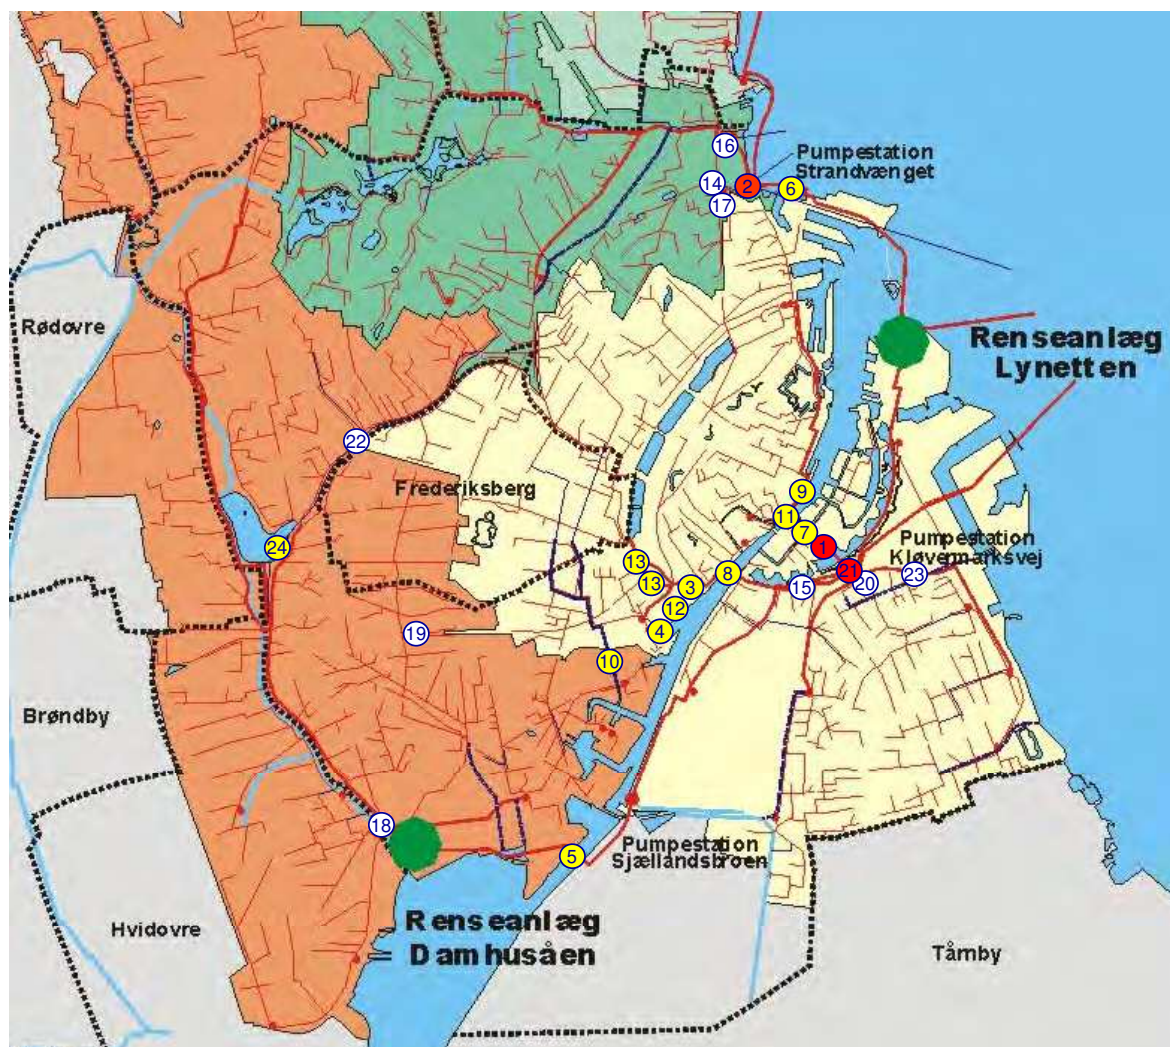 16
Pumpestation
Strandvænget
14
2
6
17
Rødovre
Renseanlæg
Lynetten
22
Frederiksberg
9
11
7
24
1
Pumpestation
Kløvermarksvej
13
8
21
13
3
15
20
23
12
4
19
10
Brøndby
18
5
Pumpestation
Sjællandsbroen
Renseanlæg
Damhusåen
Hvidovre
Tårnby